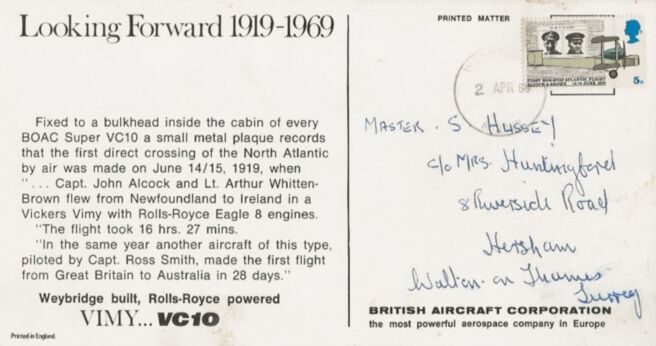 Looking Forward 1919-1969
Fixed to a bulkhead inside the cabin of every
BOAC Super VC10 a small metal plaque records
that the first direct crossing of the North Atlantic
by air was made on June 14/15, 1919, when
". . . Capt. John Alcock and Lt. Arthur Whitten-
Brown flew from Newfoundland to Ireland in a
Vickers Vimy with Rolls-Royce Eagle 8 engines.
"The flight took 16 hrs. 27 mins.
"In the same year another aircraft of this type,
piloted by Capt. Ross Smith, made the first flight
from Great Britain to Australia in 28 days."
Weybridge built, Rolls-Royce powered
VIMY... VC10
Printed in England
PRINTED MATTER
FIRST NON-STOP ATLANTIC FLIGHT
ALCOCK & BROWN 14-15 JUNE 1919
5D
2 APR 69
MASTER. S. HUSSEY
c/o MRS. Huntingford
8 Riverside Road
Hersham
Walton-on Thames
Surrey
BRITISH AIRCRAFT CORPORATION
the most powerful aerospace company in Europe